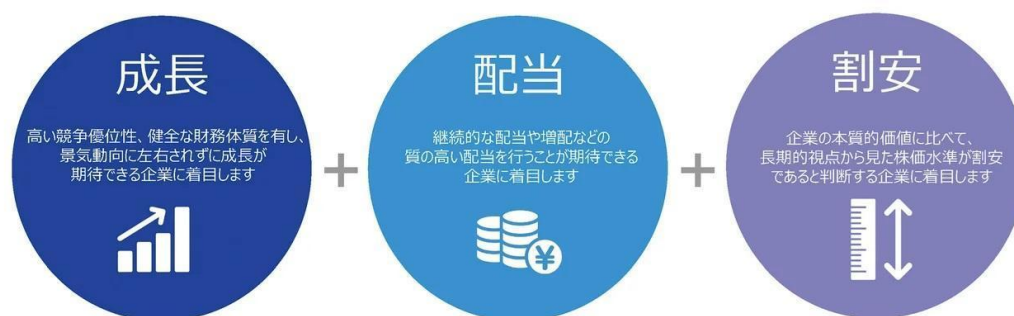 成長
高い競争優位性、健全な財務体質を有し、
景気動向に左右されずに成長が
期待できる企業に着目します
+
配当
継続的な配当や増配などの
質の高い配当を行うことが期待できる
企業に着目します
¥
+
割安
企業の本質的価値に比べて、
長期的視点から見た株価水準が割安
であると判断する企業に着目します